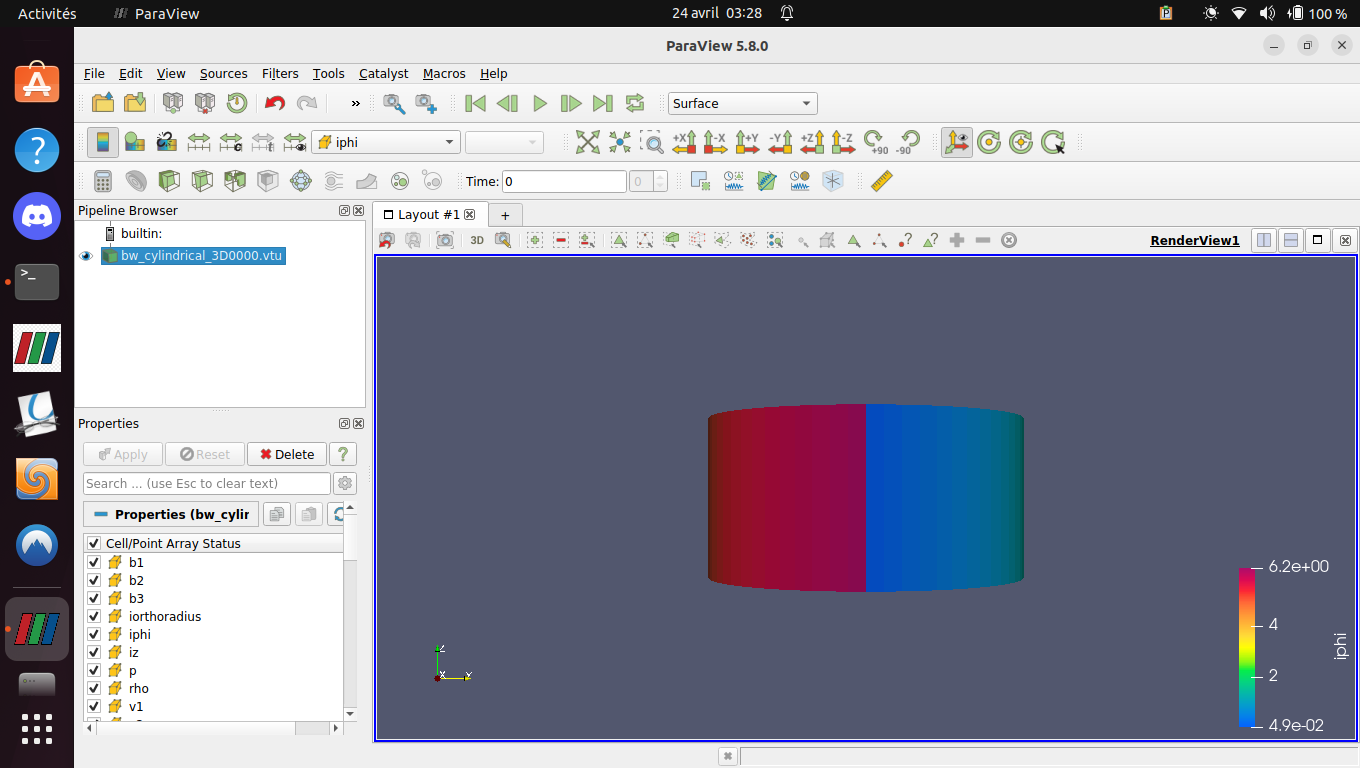 Activités ParaView 24 avril 03:28 100 %
ParaView 5.8.0
File Edit View Sources Filters Tools Catalyst Macros Help
» Surface
iphi +X -X +Y -Y +Z -Z +90 -90
Time: 0 0
Pipeline Browser
builtin:
bw_cylindrical_3D0000.vtu
Properties
Apply Reset Delete ?
Search ... (use Esc to clear text)
Properties (bw_cylin
Cell/Point Array Status
b1
b2
b3
iorthoradius
iphi
iz
p
rho
v1
Layout #1 +
3D RenderView1
6.2e+00
4
2
4.9e-02
iphi
Z
X Y